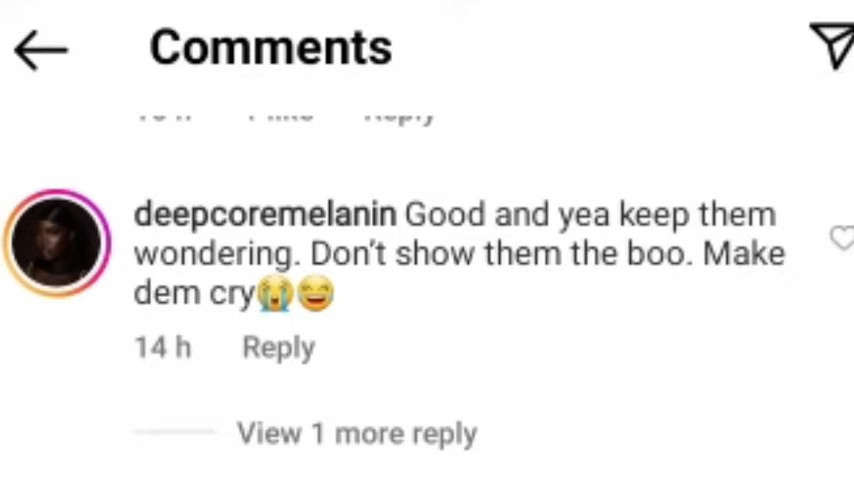 Comments
deepcoremelanin Good and yea keep them
wondering. Don't show them the boo. Make
dem cry😭😅
14 h Reply
View 1 more reply